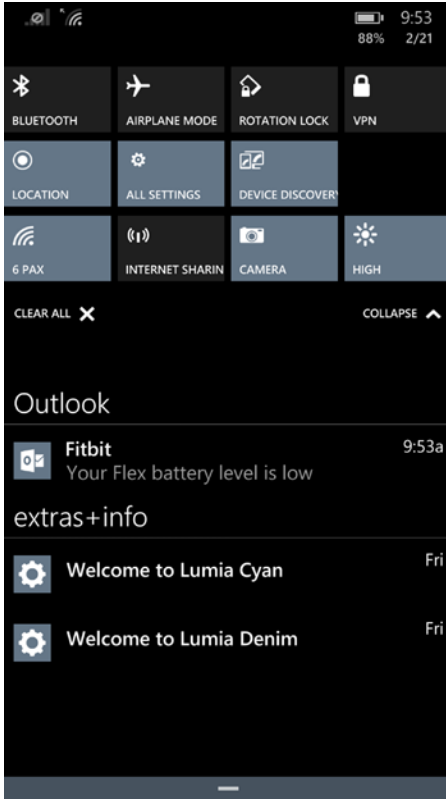 9:53
88% 2/21
BLUETOOTH AIRPLANE MODE ROTATION LOCK VPN
LOCATION ALL SETTINGS DEVICE DISCOVERY
6 PAX INTERNET SHARIN CAMERA HIGH
CLEAR ALL COLLAPSE
Outlook
Fitbit 9:53a
Your Flex battery level is low
extras+info
Welcome to Lumia Cyan Fri
Welcome to Lumia Denim Fri